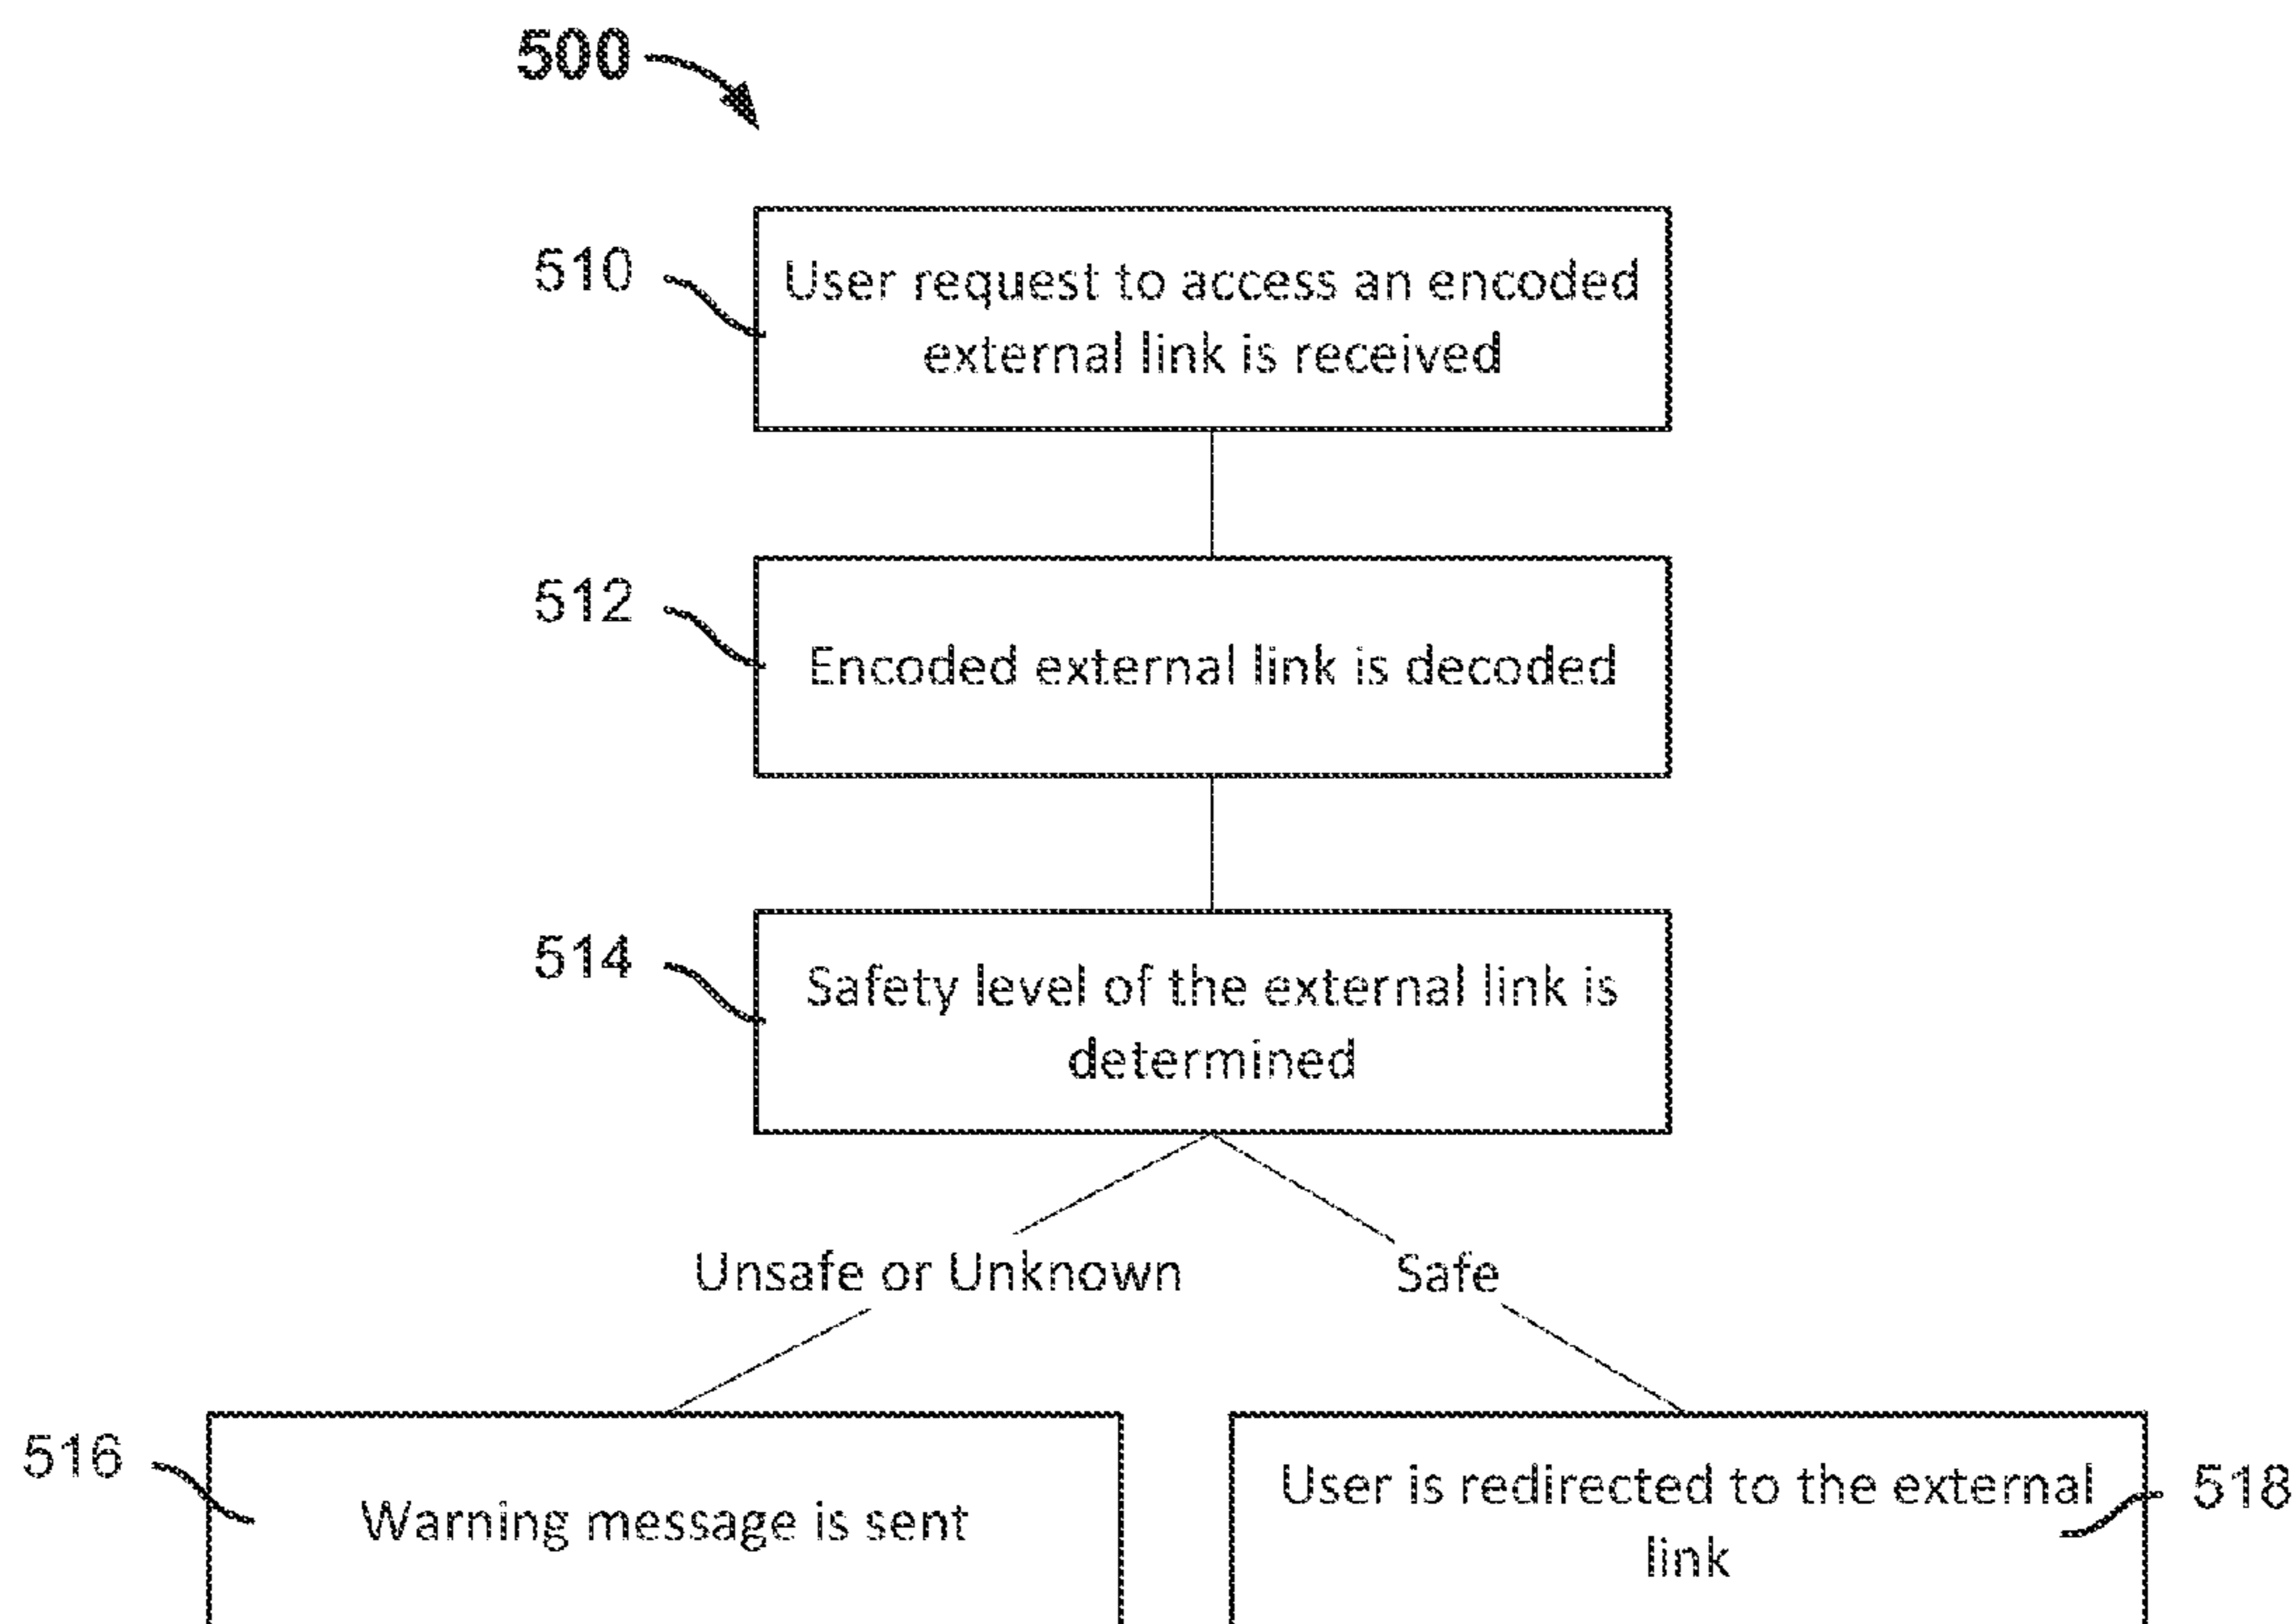 500
510
User request to access an encoded
external link is received
512
Encoded external link is decoded
514
Safety level of the external link is
determined
Unsafe or Unknown
Safe
516
Warning message is sent
User is redirected to the external
link
518